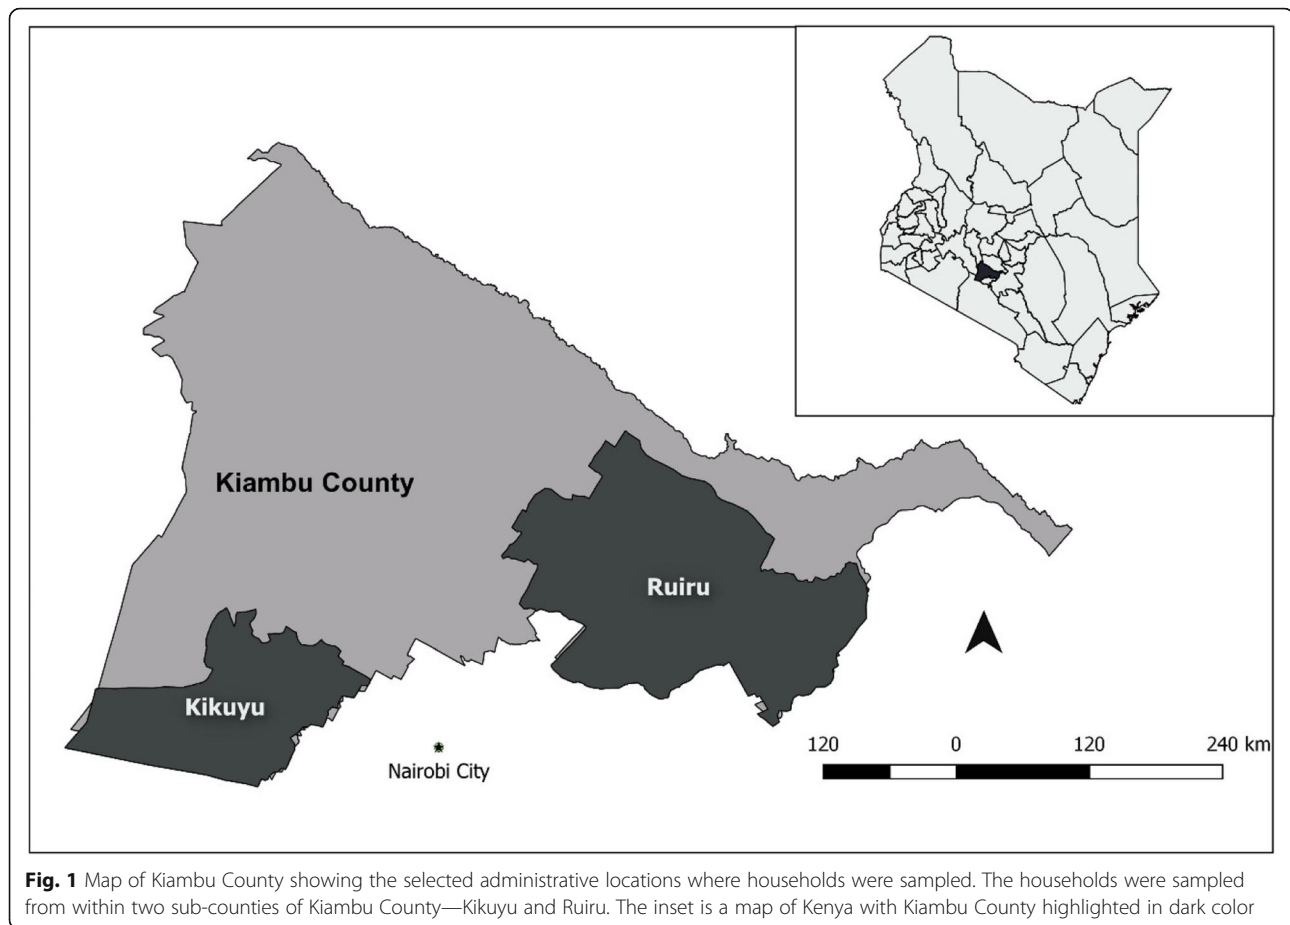 Kiambu County
Ruiru
Kikuyu
Nairobi City
120 0 120 240 km
Fig. 1 Map of Kiambu County showing the selected administrative locations where households were sampled. The households were sampled
from within two sub-counties of Kiambu County—Kikuyu and Ruiru. The inset is a map of Kenya with Kiambu County highlighted in dark color